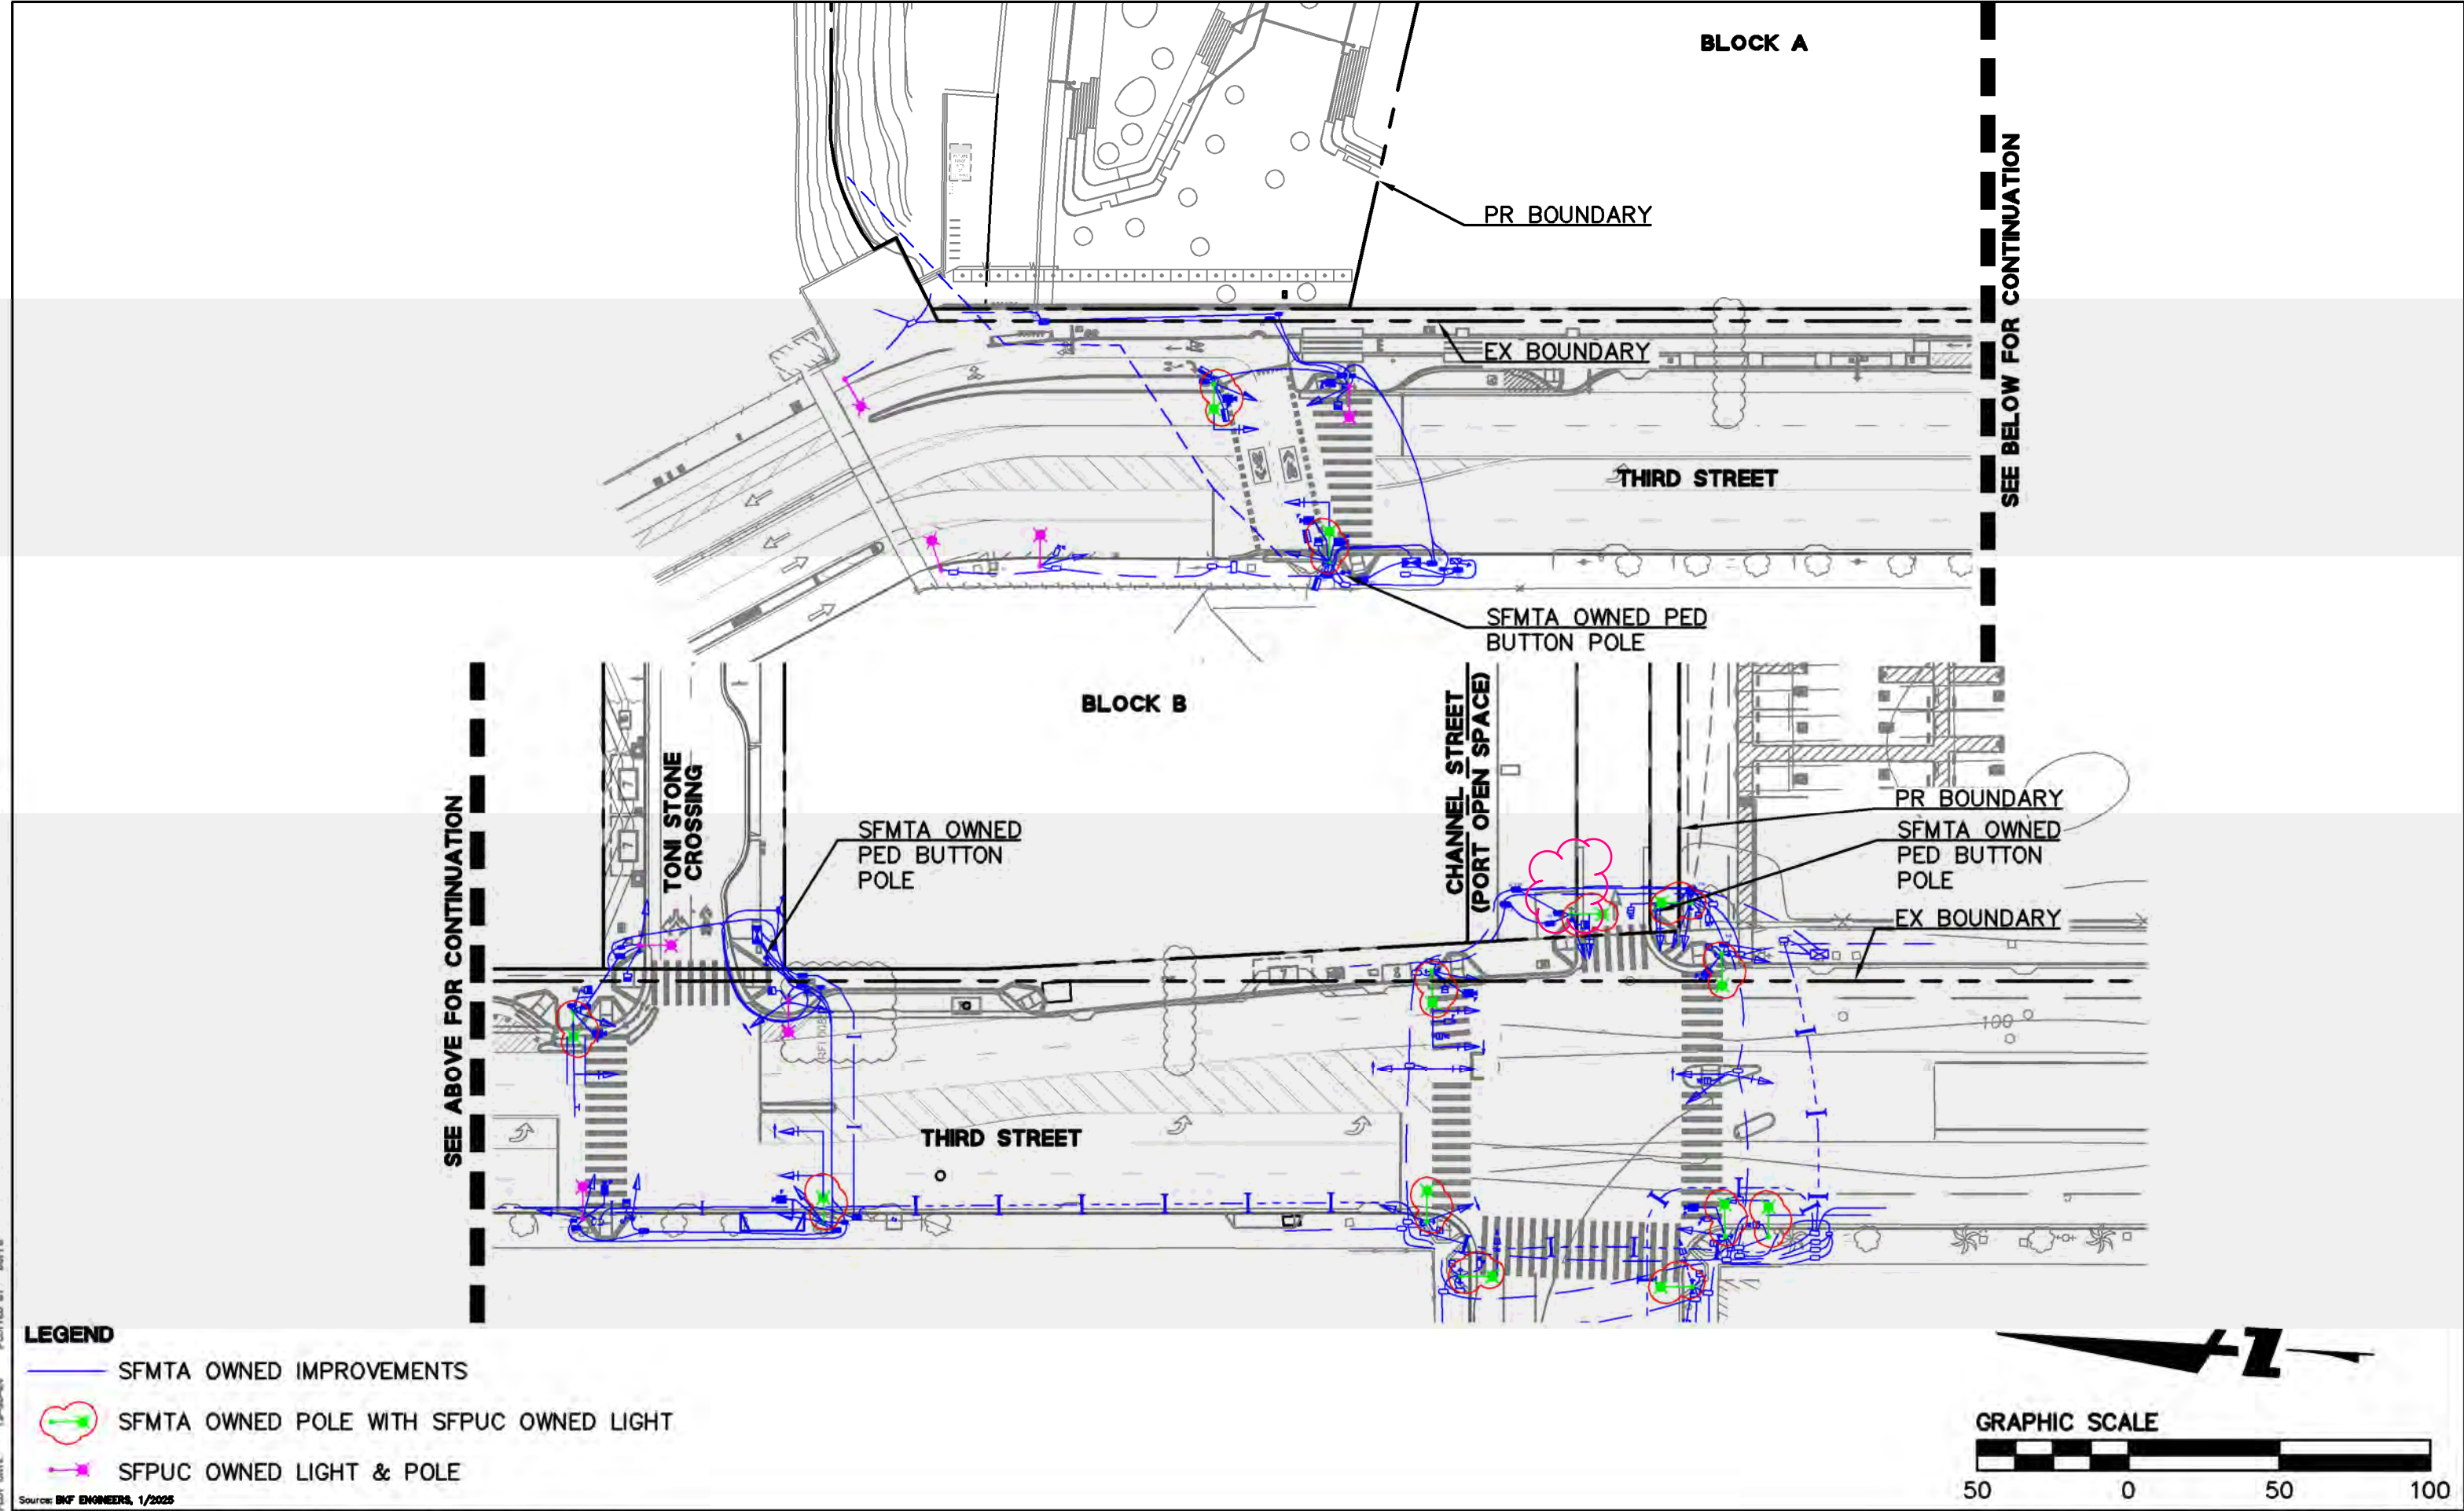 BLOCK A
PR BOUNDARY
SEE BELOW FOR CONTINUATION
EX BOUNDARY
THIRD STREET
SFMTA OWNED PED
BUTTON POLE
BLOCK B
TONI STONE
CROSSING
SFMTA OWNED
PED BUTTON
POLE
CHANNEL STREET
(PORT OPEN SPACE)
PR BOUNDARY
SFMTA OWNED
PED BUTTON
POLE
EX BOUNDARY
SEE ABOVE FOR CONTINUATION
100
THIRD STREET
LEGEND
SFMTA OWNED IMPROVEMENTS
SFMTA OWNED POLE WITH SFPUC OWNED LIGHT
SFPUC OWNED LIGHT & POLE
Source: BKF ENGINEERS, 1/2025
Z
GRAPHIC SCALE
50 0 50 100